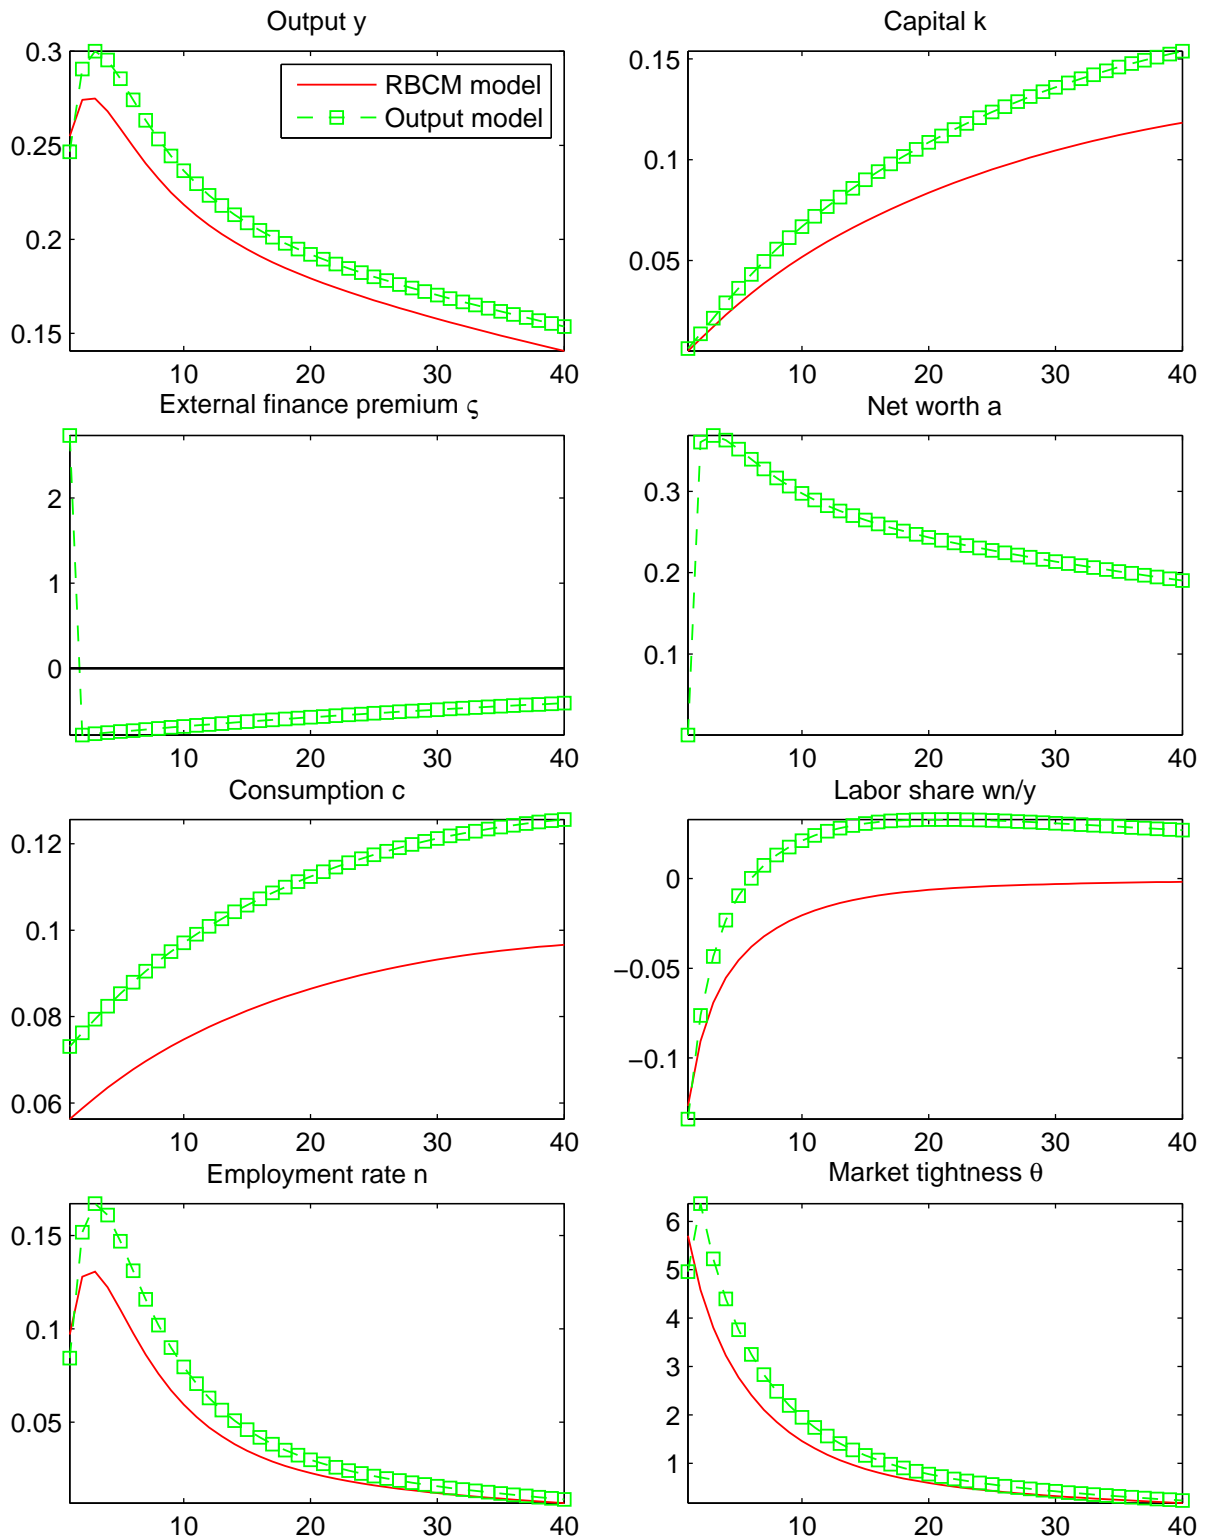 Output y
Capital k
0.3
0.25
0.2
0.15
RBCM model
Output model
10 20 30 40
0.15
0.1
0.05
10 20 30 40
External finance premium ς
Net worth a
2
1
0
10 20 30 40
0.3
0.2
0.1
10 20 30 40
Consumption c
Labor share wn/y
0.12
0.1
0.08
0.06
10 20 30 40
0
−0.05
−0.1
10 20 30 40
Employment rate n
Market tightness θ
0.15
0.1
0.05
10 20 30 40
6
5
4
3
2
1
10 20 30 40